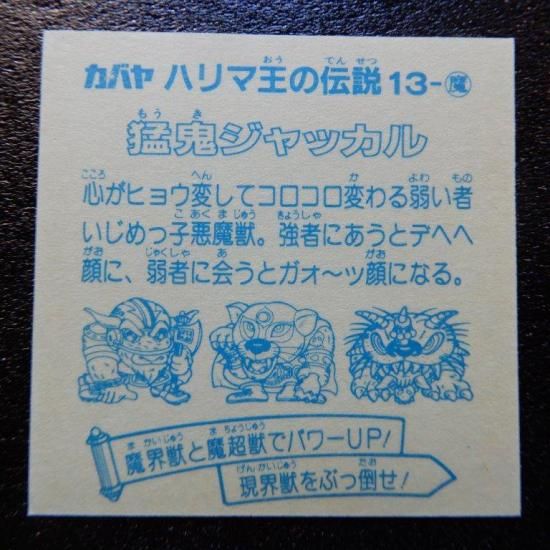 カバヤ ハリマ王の伝説 13-魔
猛鬼ジャッカル
心がヒョウ変してコロコロ変わる弱い者
いじめっ子悪魔獣。強者にあうとデヘヘ
顔に、弱者に会うとガォ〜ッ顔になる。
魔界獣と魔超獣でパワーUP!
現界獣をぶっ倒せ!